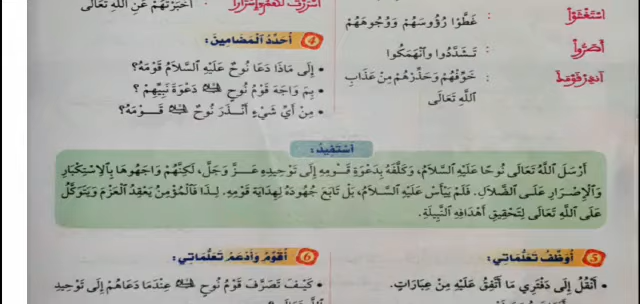 اسْتَغْشَوْا : غَطَّوْا رُؤُوسَهُمْ وَوُجُوهَهُمْ
أَصَرُّوا : تَشَدَّدُوا وَانْهَمَكُوا
أَنْذِرْ قَوْمَكَ : خَوِّفْهُمْ وَحَذِّرْهُمْ مِنْ عَذَابِ
اللَّهِ تَعَالَى
أَخْبَرْتُهُمْ عَنِ اللَّهِ تَعَالَى
4 أُحَدِّدُ الْمَضَامِينَ:
• إِلَى مَاذَا دَعَا نُوحٌ عَلَيْهِ السَّلَامُ قَوْمَهُ؟
• بِمَ وَاجَهَ قَوْمُ نُوحٍ دَعْوَةَ نَبِيِّهِمْ ؟
• مِنْ أَيِّ شَيْءٍ أَنْذَرَ نُوحٌ قَوْمَهُ؟
أَسْتَفِيدُ:
أَرْسَلَ اللَّهُ تَعَالَى نُوحًا عَلَيْهِ السَّلَامُ، وَكَلَّفَهُ بِدَعْوَةِ قَوْمِهِ إِلَى تَوْحِيدِهِ عَزَّ وَجَلَّ، لَكِنَّهُمْ وَاجَهُوهَا بِالِاسْتِكْبَارِ
وَالْإِصْرَارِ عَلَى الضَّلَالِ. فَلَمْ يَيْأَسْ عَلَيْهِ السَّلَامُ، بَلْ تَابَعَ جُهُودَهُ لِهِدَايَةِ قَوْمِهِ. لِذَا فَالْمُؤْمِنُ يَعْقِدُ الْعَزْمَ وَيَتَوَكَّلُ
عَلَى اللَّهِ تَعَالَى لِتَحْقِيقِ أَهْدَافِهِ النَّبِيلَةِ.
5 أُوَظِّفُ تَعَلُّمَاتِي:
• أَنْقُلُ إِلَى دَفْتَرِي مَا أَتَّفِقُ عَلَيْهِ مِنْ عِبَارَاتٍ.
6 أُقَوِّمُ وَأَدْعَمُ تَعَلُّمَاتِي:
• كَيْفَ تَصَرَّفَ قَوْمُ نُوحٍ عِنْدَمَا دَعَاهُمْ إِلَى تَوْحِيدِ